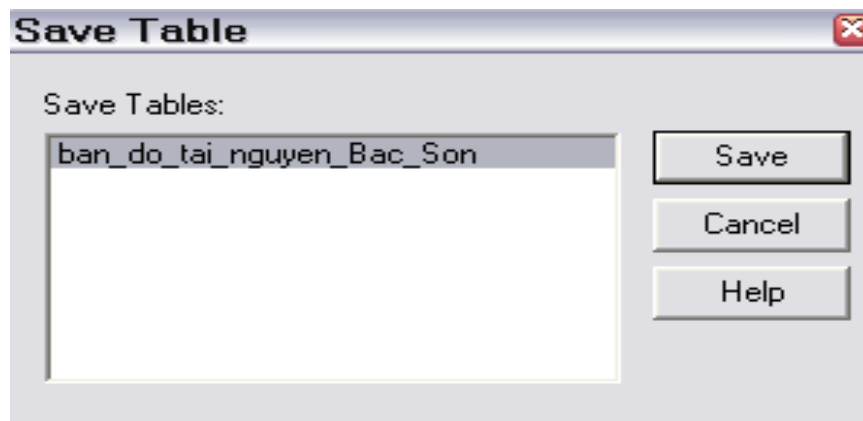 Save Table
Save Tables:
ban_do_tai_nguyen_Bac_Son
Save
Cancel
Help